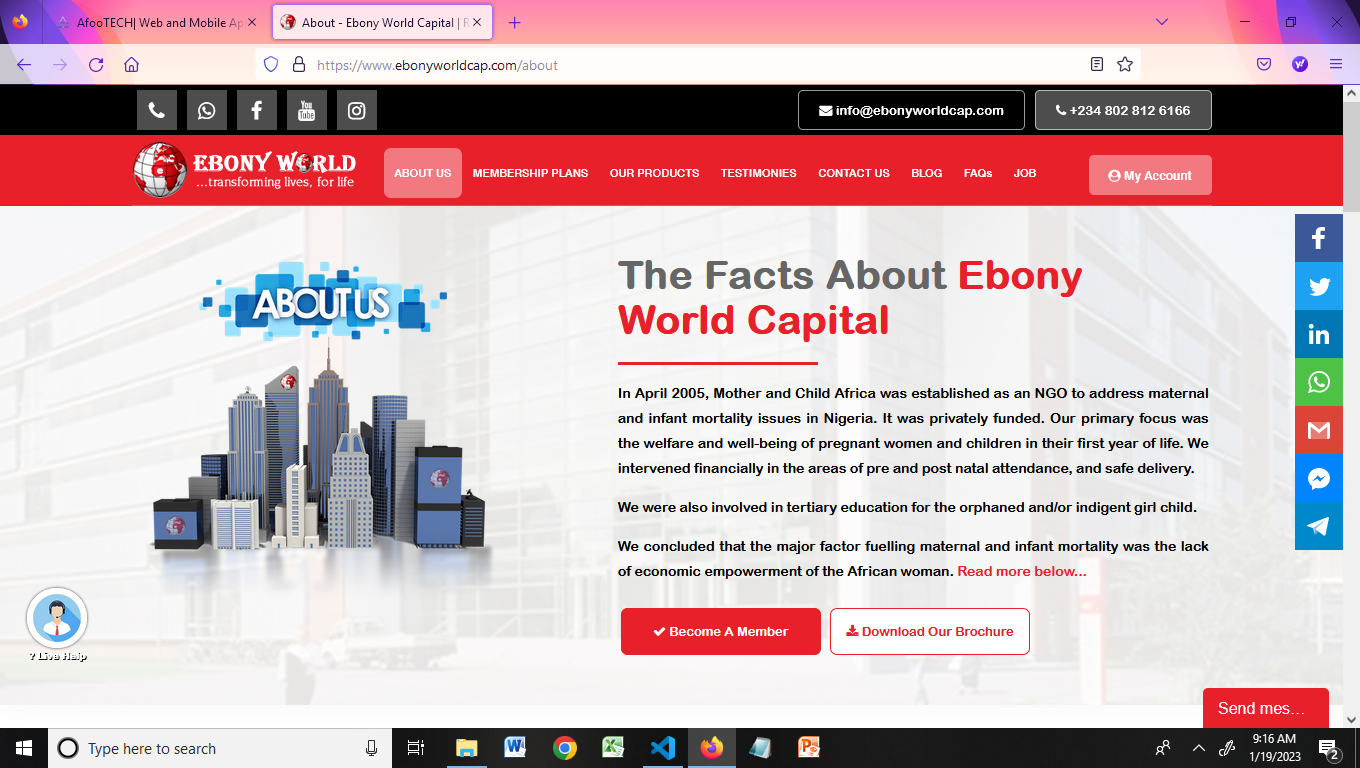 AfooTECH| Web and Mobile Ap
About - Ebony World Capital | R
https://www.ebonyworldcap.com/about
You
Tube
info@ebonyworldcap.com
+234 802 812 6166
EBONY WORLD
...transforming lives, for life
ABOUT US
MEMBERSHIP PLANS
OUR PRODUCTS
TESTIMONIES
CONTACT US
BLOG
FAQs
JOB
My Account
ABOUT US
The Facts About Ebony
World Capital
In April 2005, Mother and Child Africa was established as an NGO to address maternal
and infant mortality issues in Nigeria. It was privately funded. Our primary focus was
the welfare and well-being of pregnant women and children in their first year of life. We
intervened financially in the areas of pre and post natal attendance, and safe delivery.
We were also involved in tertiary education for the orphaned and/or indigent girl child.
We concluded that the major factor fuelling maternal and infant mortality was the lack
of economic empowerment of the African woman. Read more below...
Become A Member
Download Our Brochure
? Live Help
Send mes...
Type here to search
9:16 AM
1/19/2023
2